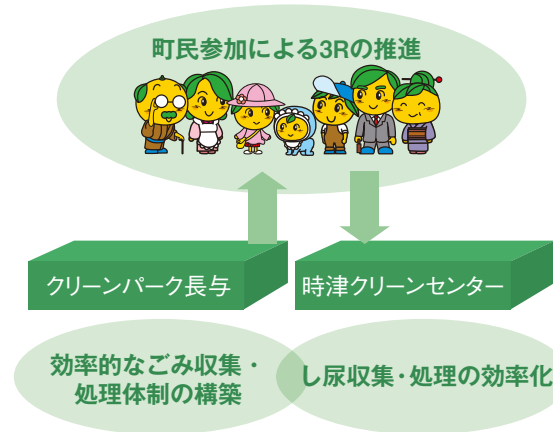 町民参加による3Rの推進
クリーンパーク長与
時津クリーンセンター
効率的なごみ収集・
処理体制の構築
し尿収集・処理の効率化